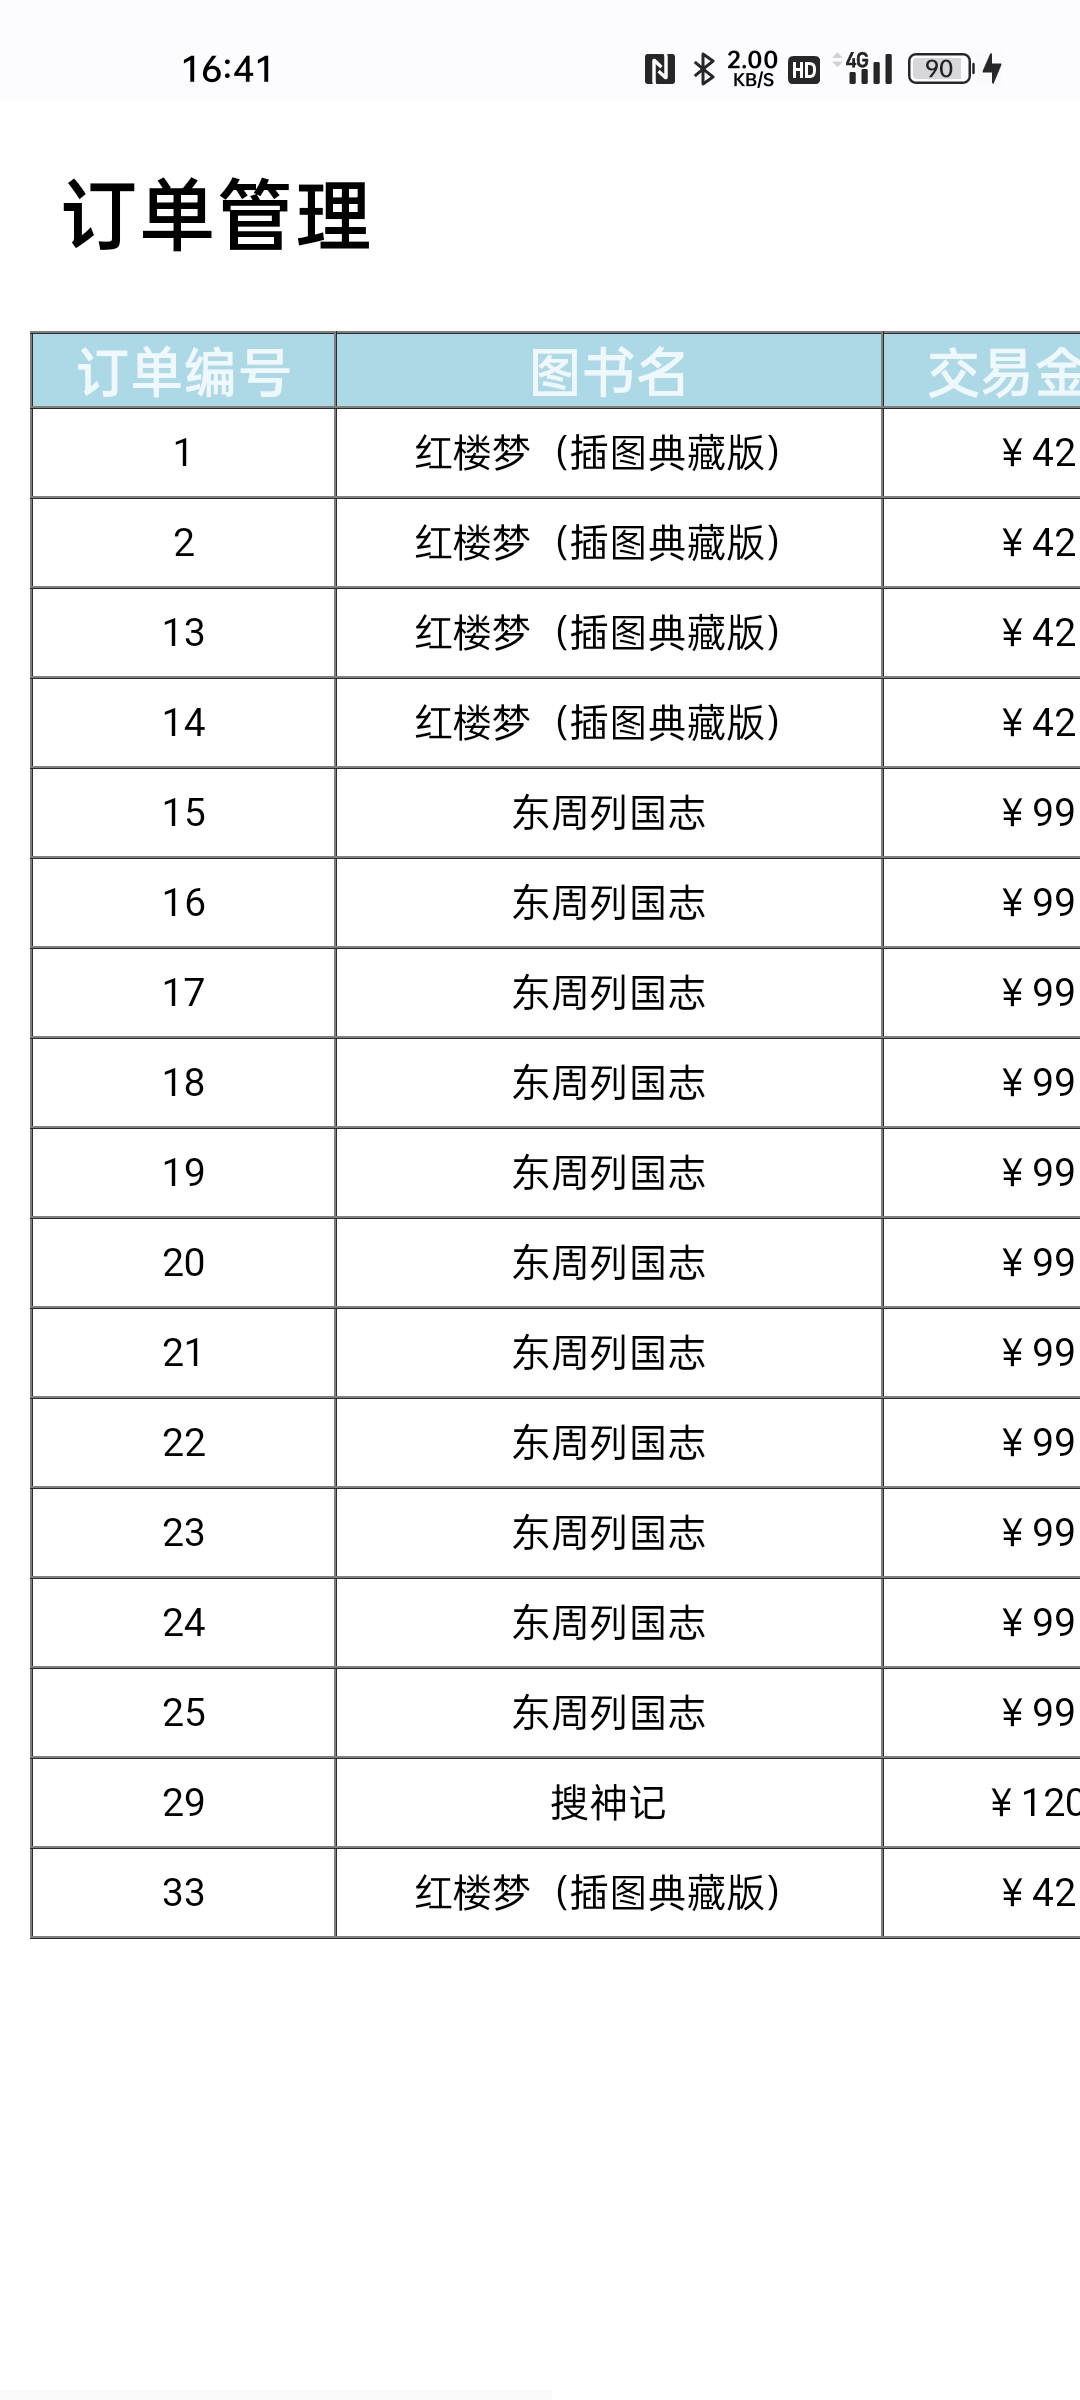 16:41 2.00 KB/S HD 4G 90
订单管理
订单编号 图书名 交易金
1 红楼梦（插图典藏版） ¥ 42
2 红楼梦（插图典藏版） ¥ 42
13 红楼梦（插图典藏版） ¥ 42
14 红楼梦（插图典藏版） ¥ 42
15 东周列国志 ¥ 99
16 东周列国志 ¥ 99
17 东周列国志 ¥ 99
18 东周列国志 ¥ 99
19 东周列国志 ¥ 99
20 东周列国志 ¥ 99
21 东周列国志 ¥ 99
22 东周列国志 ¥ 99
23 东周列国志 ¥ 99
24 东周列国志 ¥ 99
25 东周列国志 ¥ 99
29 搜神记 ¥ 120
33 红楼梦（插图典藏版） ¥ 42